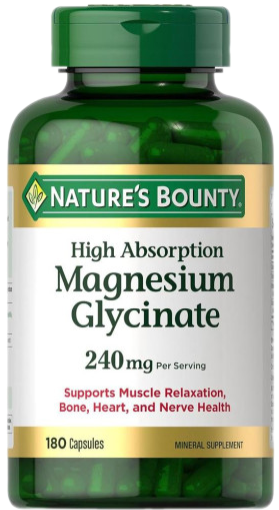 NATURE'S BOUNTY®
High Absorption
Magnesium
Glycinate
240 mg Per Serving
Supports Muscle Relaxation,
Bone, Heart, and Nerve Health
180 Capsules
MINERAL SUPPLEMENT